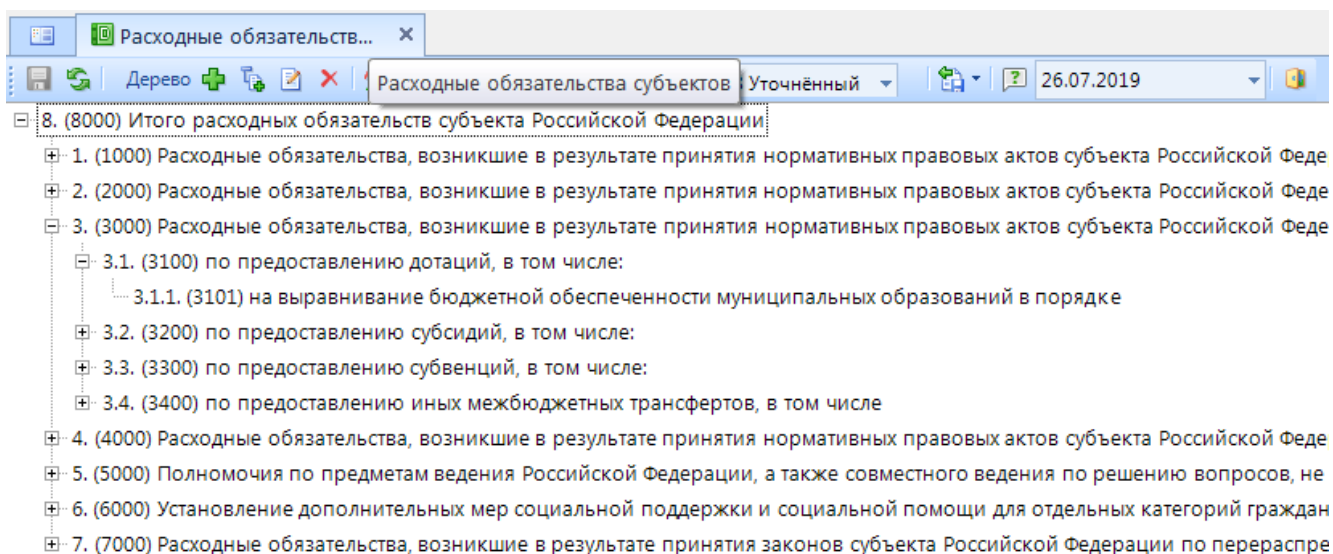 Расходные обязательств...
Дерево Расходные обязательства субъектов Уточнённый 26.07.2019
8. (8000) Итого расходных обязательств субъекта Российской Федерации
1. (1000) Расходные обязательства, возникшие в результате принятия нормативных правовых актов субъекта Российской Феде
2. (2000) Расходные обязательства, возникшие в результате принятия нормативных правовых актов субъекта Российской Феде
3. (3000) Расходные обязательства, возникшие в результате принятия нормативных правовых актов субъекта Российской Феде
3.1. (3100) по предоставлению дотаций, в том числе:
3.1.1. (3101) на выравнивание бюджетной обеспеченности муниципальных образований в порядке
3.2. (3200) по предоставлению субсидий, в том числе:
3.3. (3300) по предоставлению субвенций, в том числе:
3.4. (3400) по предоставлению иных межбюджетных трансфертов, в том числе
4. (4000) Расходные обязательства, возникшие в результате принятия нормативных правовых актов субъекта Российской Феде
5. (5000) Полномочия по предметам ведения Российской Федерации, а также совместного ведения по решению вопросов, не
6. (6000) Установление дополнительных мер социальной поддержки и социальной помощи для отдельных категорий граждан
7. (7000) Расходные обязательства, возникшие в результате принятия законов субъекта Российской Федерации по перераспре